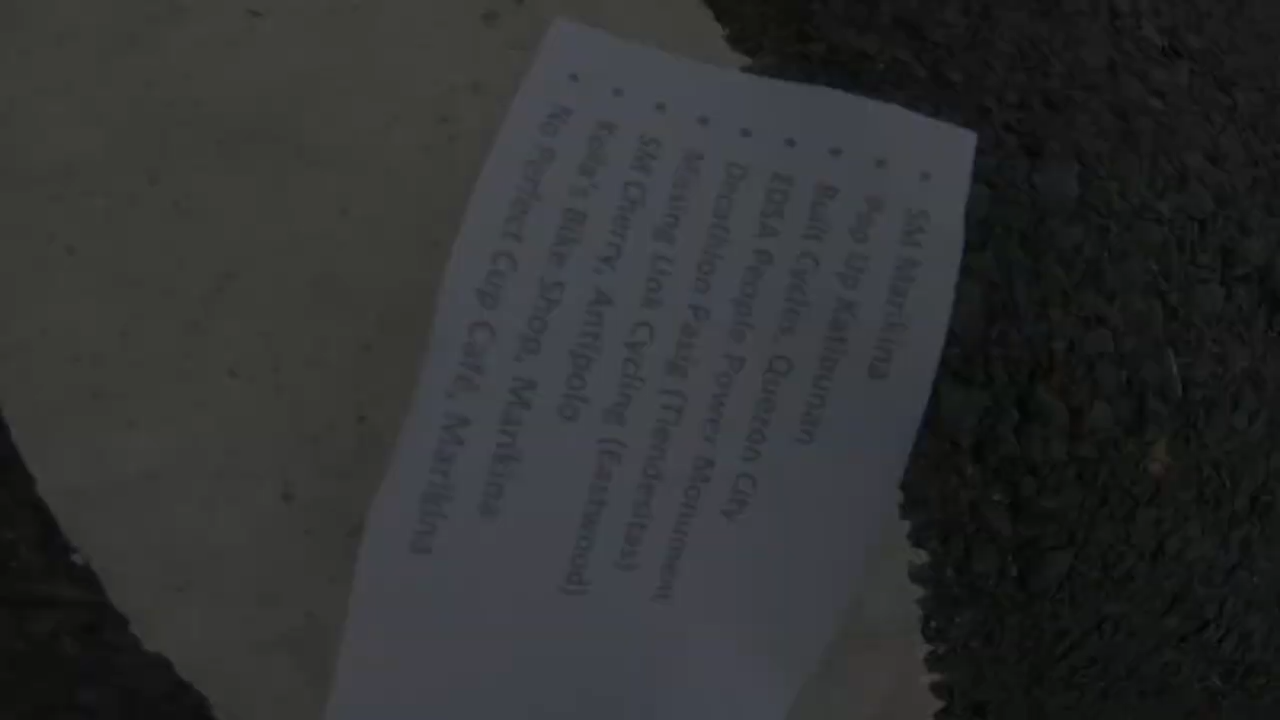 SM Marikina
Pop Up Katipunan
Built Cycles, Quezon City
EDSA People Power Monument
Decathlon Pasig (Tiendesitas)
Missing Link Cycling (Eastwood)
SM Cherry, Antipolo
Bike Shop, Marikina
No Perfect Cup Café, Marikina